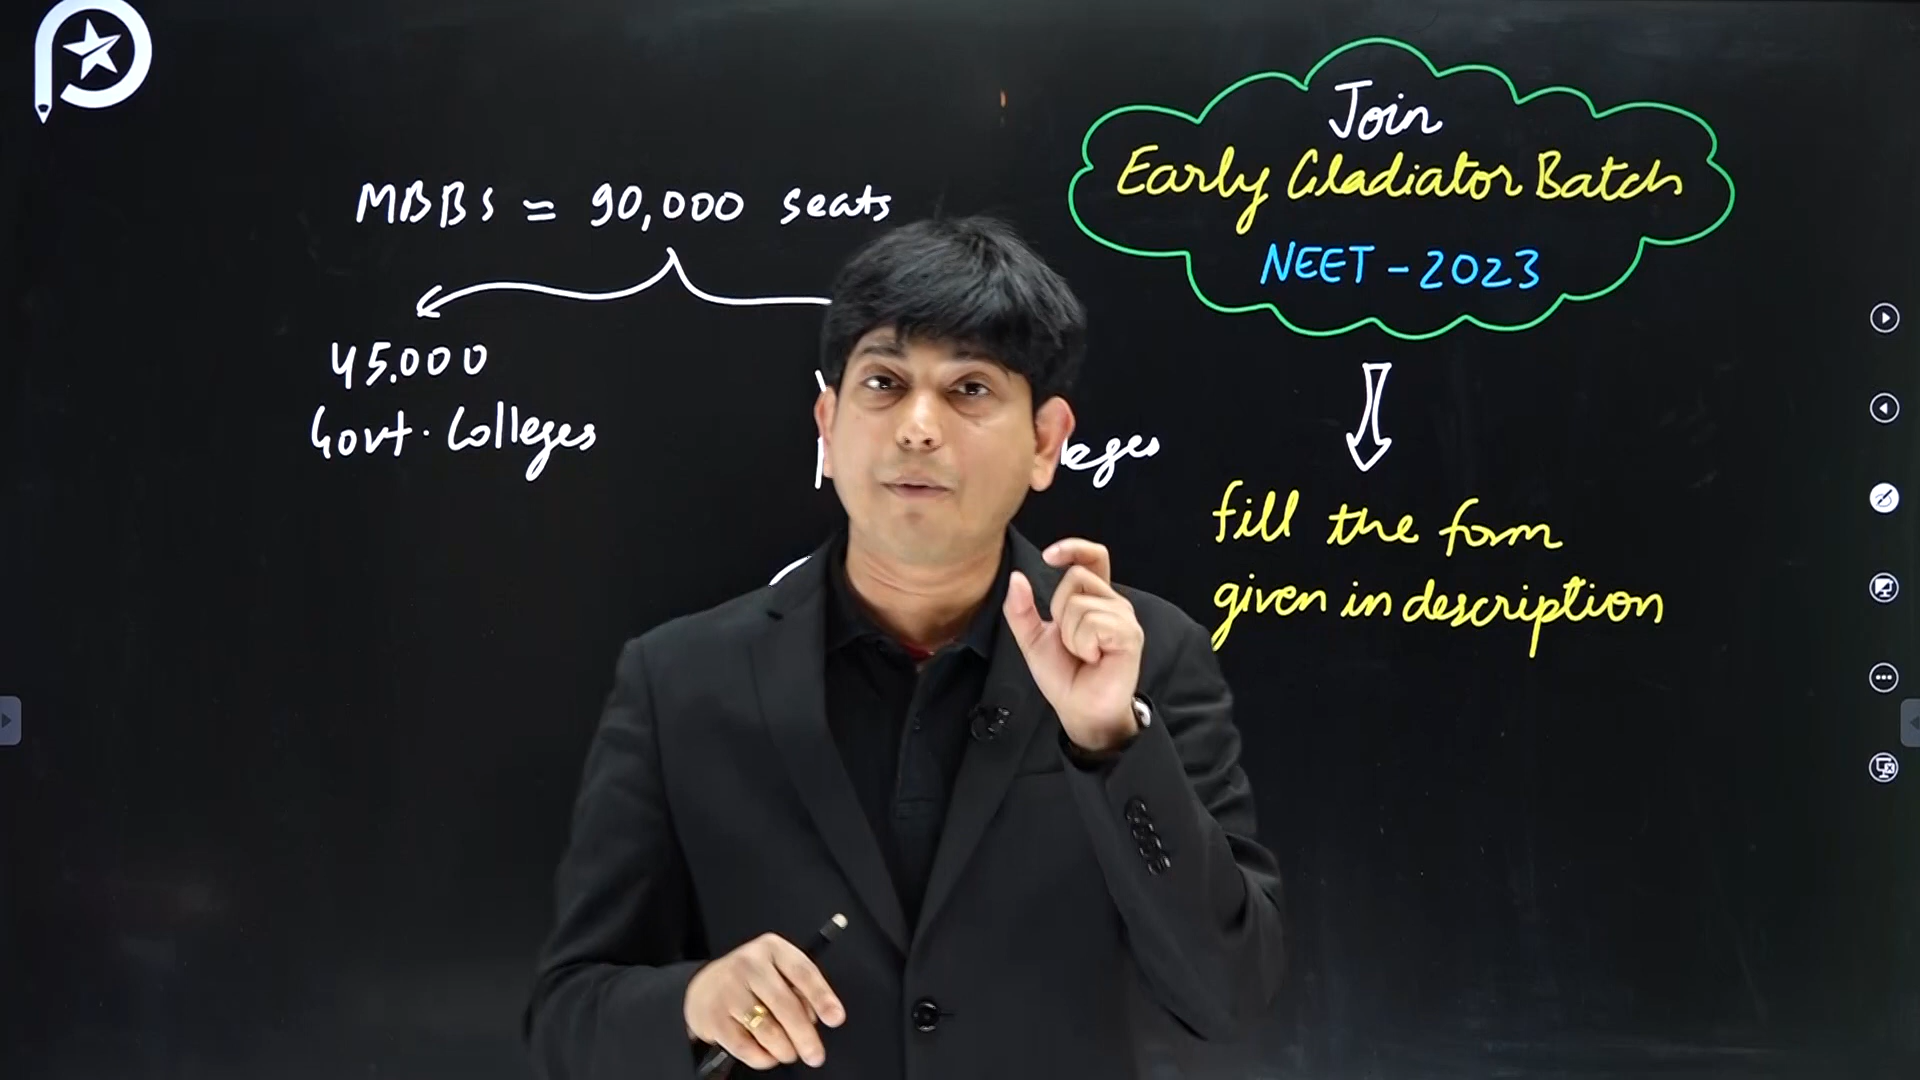 MBBS = 90,000 seats
45,000
Govt. Colleges
Join
Early Gladiator Batch
NEET - 2023
fill the form
given in description